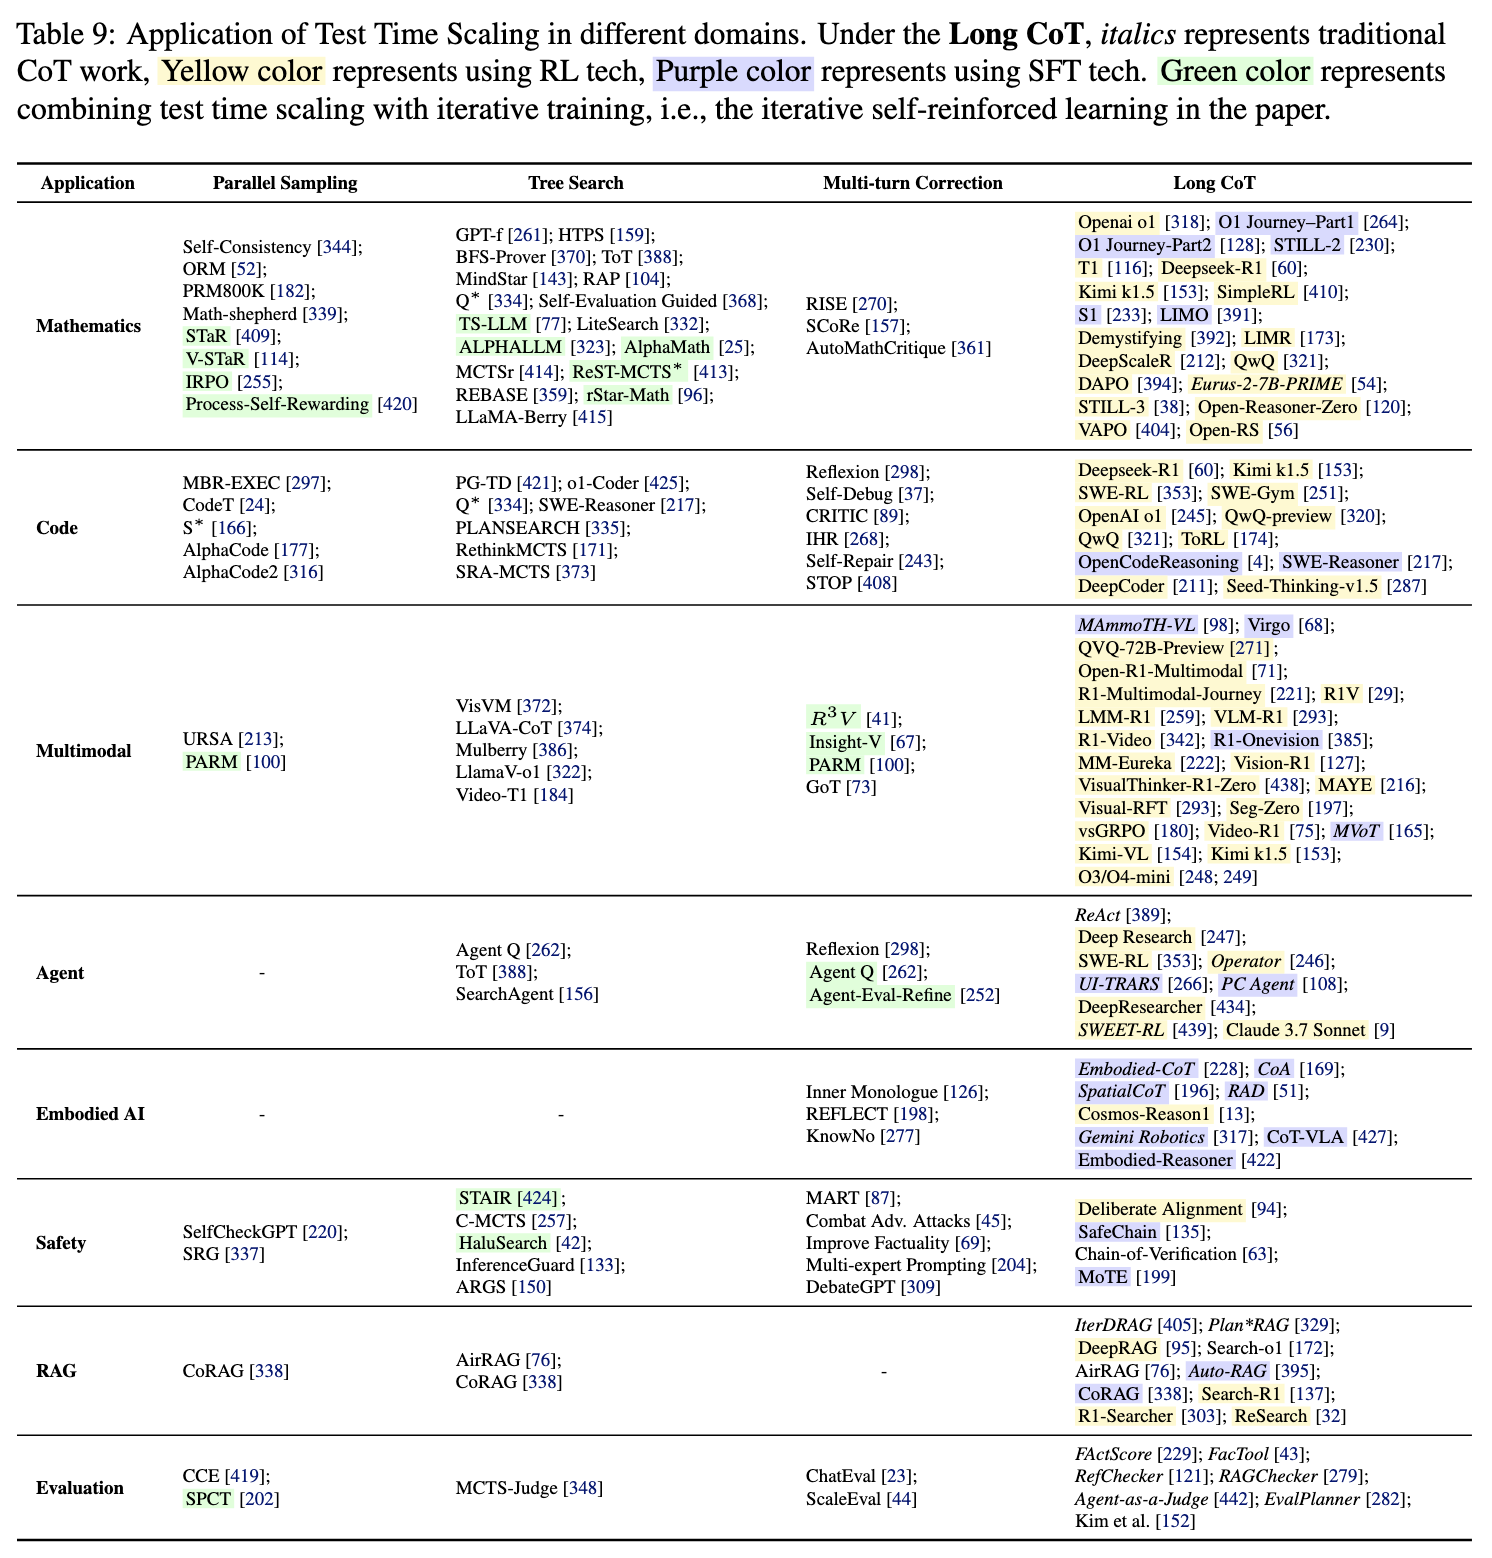 Table 9: Application of Test Time Scaling in different domains. Under the Long CoT, italics represents traditional
CoT work, Yellow color represents using RL tech, Purple color represents using SFT tech. Green color represents
combining test time scaling with iterative training, i.e., the iterative self-reinforced learning in the paper.
Application Parallel Sampling Tree Search Multi-turn Correction Long CoT
Mathematics
Self-Consistency [344];
ORM [52];
PRM800K [182];
Math-shepherd [339];
STaR [409];
V-STaR [114];
IRPO [255];
Process-Self-Rewarding [420]
GPT-f [261]; HTPS [159];
BFS-Prover [370]; ToT [388];
MindStar [143]; RAP [104];
Q* [334]; Self-Evaluation Guided [368];
TS-LLM [77]; LiteSearch [332];
ALPHALLM [323]; AlphaMath [25];
MCTSr [414]; ReST-MCTS* [413];
REBASE [359]; rStar-Math [96];
LLaMA-Berry [415]
RISE [270];
SCoRe [157];
AutoMathCritique [361]
Openai o1 [318]; O1 Journey–Part1 [264];
O1 Journey-Part2 [128]; STILL-2 [230];
T1 [116]; Deepseek-R1 [60];
Kimi k1.5 [153]; SimpleRL [410];
S1 [233]; LIMO [391];
Demystifying [392]; LIMR [173];
DeepScaleR [212]; QwQ [321];
DAPO [394]; Eurus-2-7B-PRIME [54];
STILL-3 [38]; Open-Reasoner-Zero [120];
VAPO [404]; Open-RS [56]
Code
MBR-EXEC [297];
CodeT [24];
S* [166];
AlphaCode [177];
AlphaCode2 [316]
PG-TD [421]; o1-Coder [425];
Q* [334]; SWE-Reasoner [217];
PLANSEARCH [335];
RethinkMCTS [171];
SRA-MCTS [373]
Reflexion [298];
Self-Debug [37];
CRITIC [89];
IHR [268];
Self-Repair [243];
STOP [408]
Deepseek-R1 [60]; Kimi k1.5 [153];
SWE-RL [353]; SWE-Gym [251];
OpenAI o1 [245]; QwQ-preview [320];
QwQ [321]; ToRL [174];
OpenCodeReasoning [4]; SWE-Reasoner [217];
DeepCoder [211]; Seed-Thinking-v1.5 [287]
Multimodal
URSA [213];
PARM [100]
VisVM [372];
LLaVA-CoT [374];
Mulberry [386];
LlamaV-o1 [322];
Video-T1 [184]
R³V [41];
Insight-V [67];
PARM [100];
GoT [73]
MAmmoTH-VL [98]; Virgo [68];
QVQ-72B-Preview [271];
Open-R1-Multimodal [71];
R1-Multimodal-Journey [221]; R1V [29];
LMM-R1 [259]; VLM-R1 [293];
R1-Video [342]; R1-Onevision [385];
MM-Eureka [222]; Vision-R1 [127];
VisualThinker-R1-Zero [438]; MAYE [216];
Visual-RFT [293]; Seg-Zero [197];
vsGRPO [180]; Video-R1 [75]; MVoT [165];
Kimi-VL [154]; Kimi k1.5 [153];
O3/O4-mini [248; 249]
Agent
-
Agent Q [262];
ToT [388];
SearchAgent [156]
Reflexion [298];
Agent Q [262];
Agent-Eval-Refine [252]
ReAct [389];
Deep Research [247];
SWE-RL [353]; Operator [246];
UI-TRARS [266]; PC Agent [108];
DeepResearcher [434];
SWEET-RL [439]; Claude 3.7 Sonnet [9]
Embodied AI
-
-
Inner Monologue [126];
REFLECT [198];
KnowNo [277]
Embodied-CoT [228]; CoA [169];
SpatialCoT [196]; RAD [51];
Cosmos-Reason1 [13];
Gemini Robotics [317]; CoT-VLA [427];
Embodied-Reasoner [422]
Safety
SelfCheckGPT [220];
SRG [337]
STAIR [424];
C-MCTS [257];
HaluSearch [42];
InferenceGuard [133];
ARGS [150]
MART [87];
Combat Adv. Attacks [45];
Improve Factuality [69];
Multi-expert Prompting [204];
DebateGPT [309]
Deliberate Alignment [94];
SafeChain [135];
Chain-of-Verification [63];
MoTE [199]
RAG
CoRAG [338]
AirRAG [76];
CoRAG [338]
-
IterDRAG [405]; Plan*RAG [329];
DeepRAG [95]; Search-o1 [172];
AirRAG [76]; Auto-RAG [395];
CoRAG [338]; Search-R1 [137];
R1-Searcher [303]; ReSearch [32]
Evaluation
CCE [419];
SPCT [202]
MCTS-Judge [348]
ChatEval [23];
ScaleEval [44]
FActScore [229]; FacTool [43];
RefChecker [121]; RAGChecker [279];
Agent-as-a-Judge [442]; EvalPlanner [282];
Kim et al. [152]